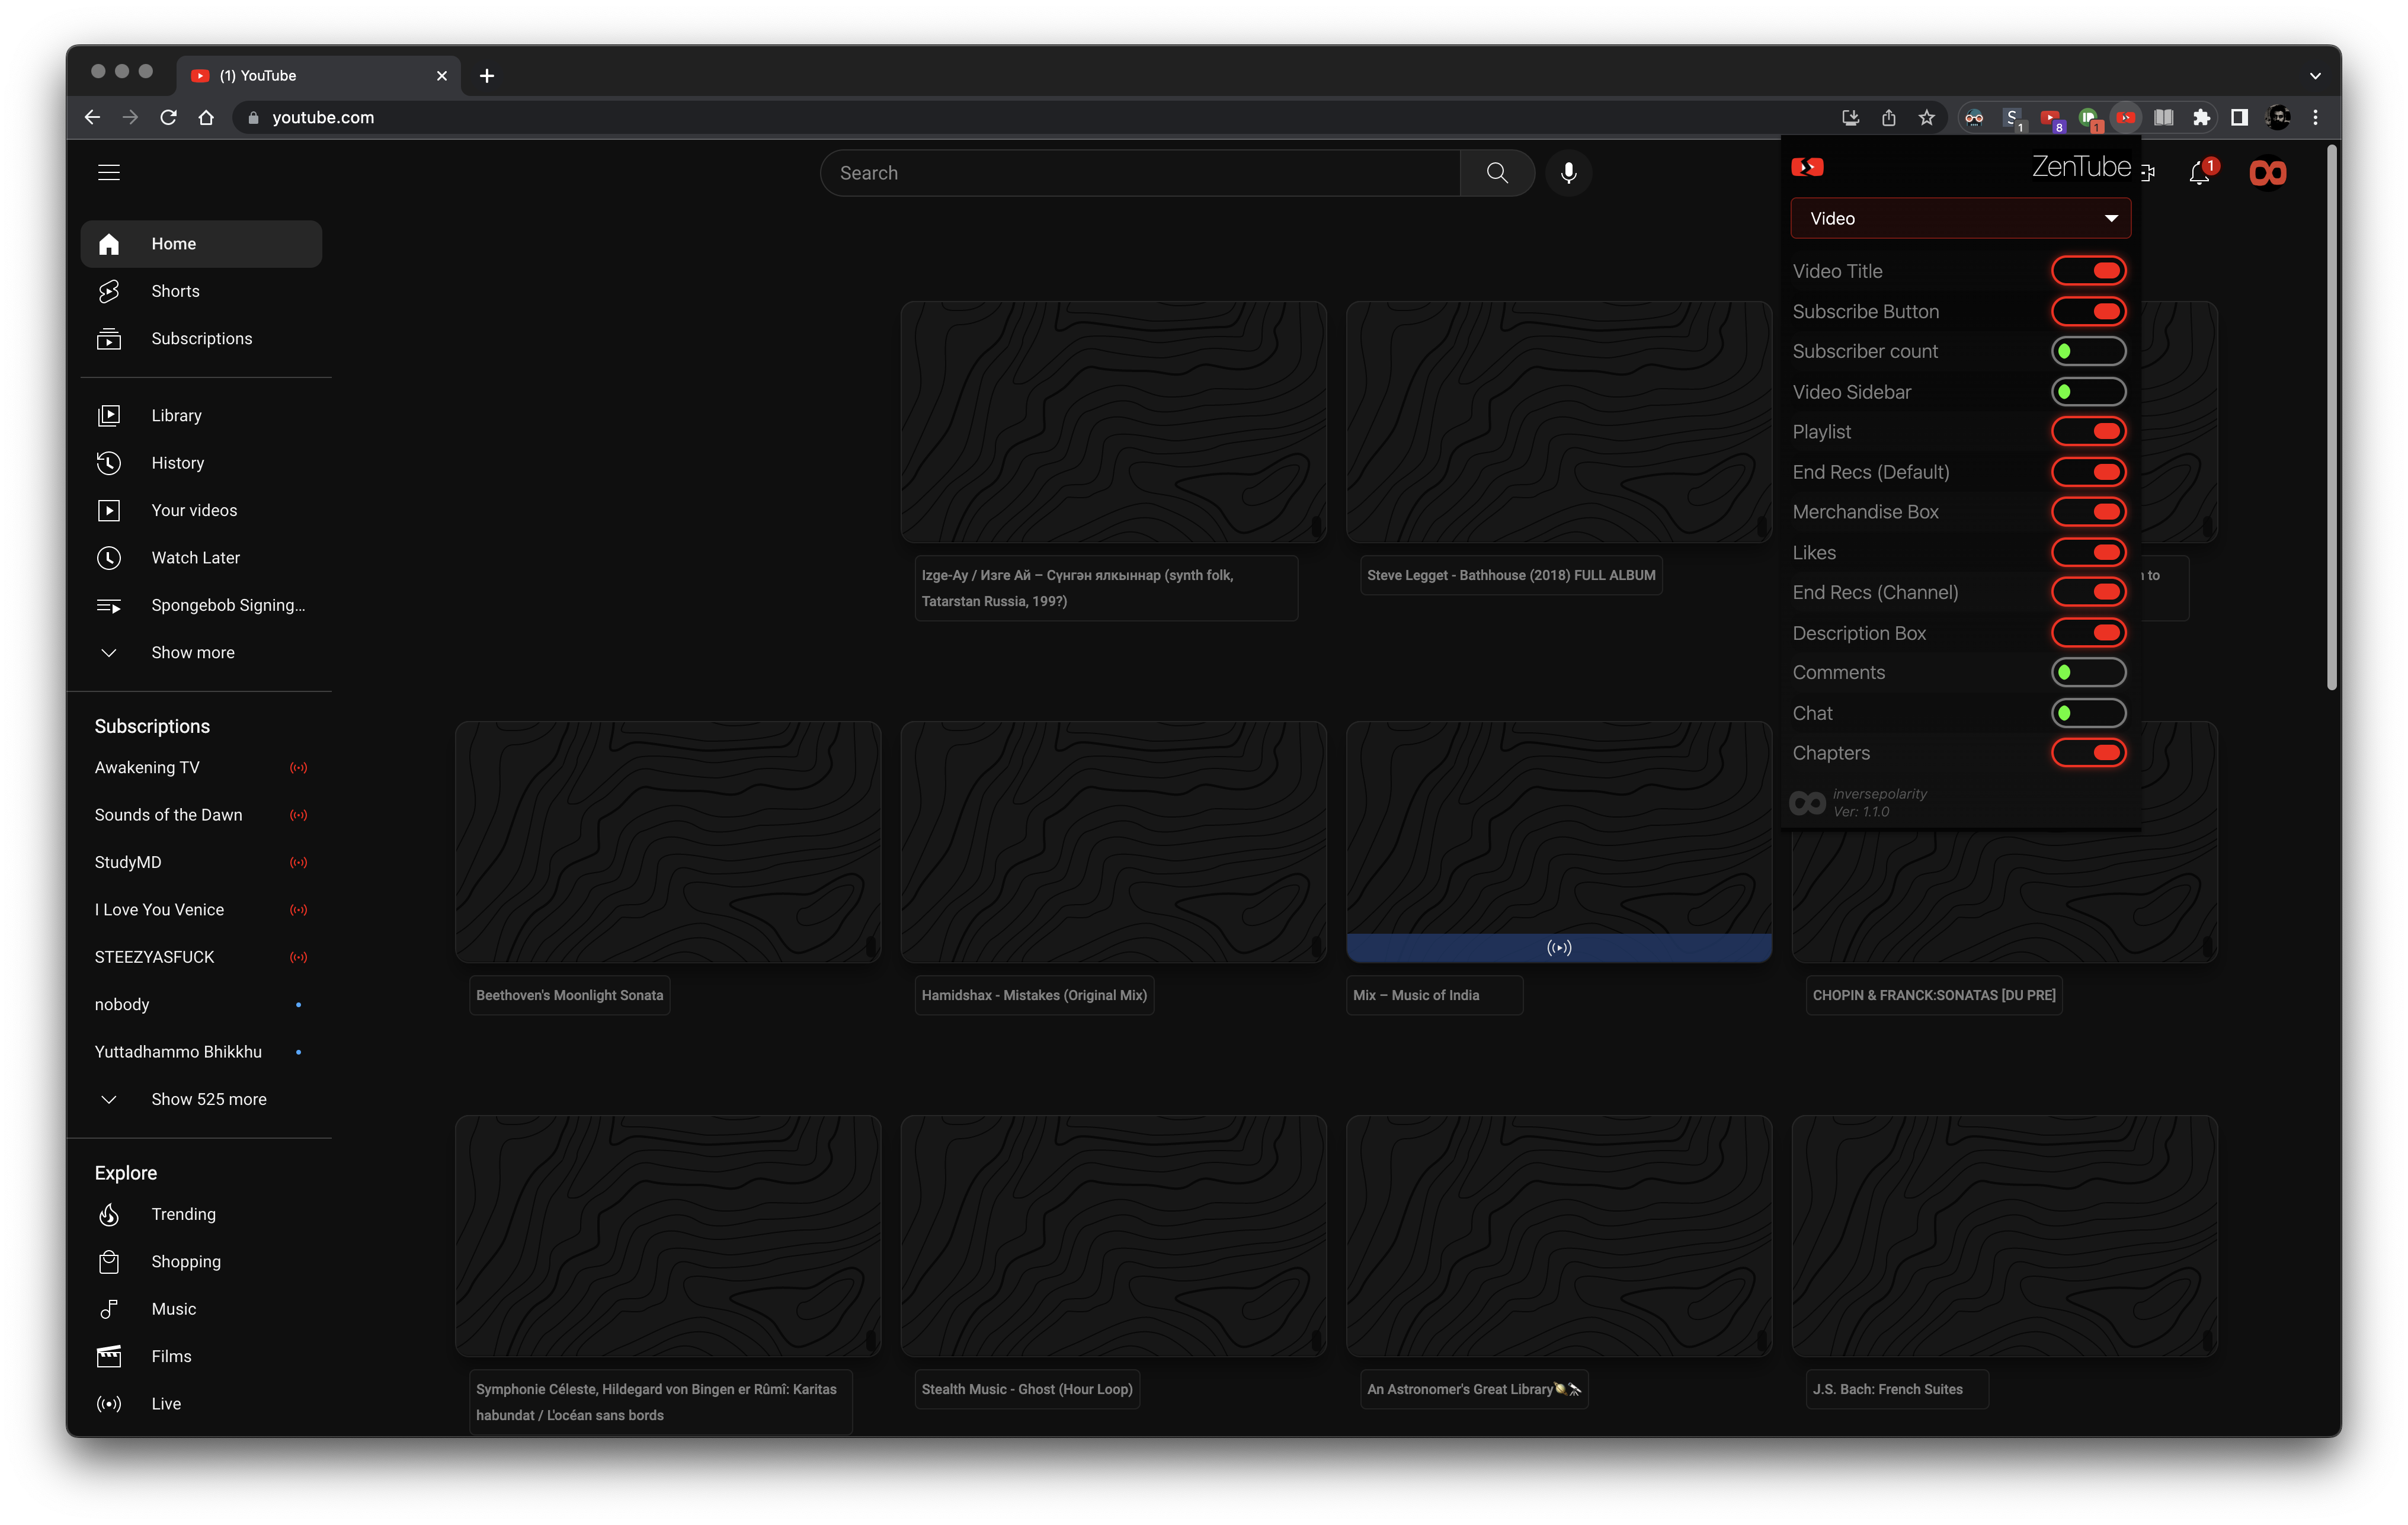 (1) YouTube
youtube.com
S
1
8
1
Search
ZenTube
1
Video
Home
Shorts
Subscriptions
Library
History
Your videos
Watch Later
Spongebob Signing...
Show more
Subscriptions
Awakening TV
Sounds of the Dawn
StudyMD
I Love You Venice
STEEZYASFUCK
nobody
Yuttadhammo Bhikkhu
Show 525 more
Explore
Trending
Shopping
Music
Films
Live
Video Title
Subscribe Button
Subscriber count
Video Sidebar
Playlist
End Recs (Default)
Merchandise Box
Likes
End Recs (Channel)
Description Box
Comments
Chat
Chapters
inversepolarity
Ver: 1.1.0
Izge-Ay / Изге Ай – Сүнгән ялкыннар (synth folk,
Tatarstan Russia, 199?)
Steve Legget - Bathhouse (2018) FULL ALBUM
to
Beethoven's Moonlight Sonata
Hamidshax - Mistakes (Original Mix)
Mix – Music of India
CHOPIN & FRANCK:SONATAS [DU PRE]
Symphonie Céleste, Hildegard von Bingen er Rûmî: Karitas
habundat / L'océan sans bords
Stealth Music - Ghost (Hour Loop)
An Astronomer's Great Library🪐🔭
J.S. Bach: French Suites